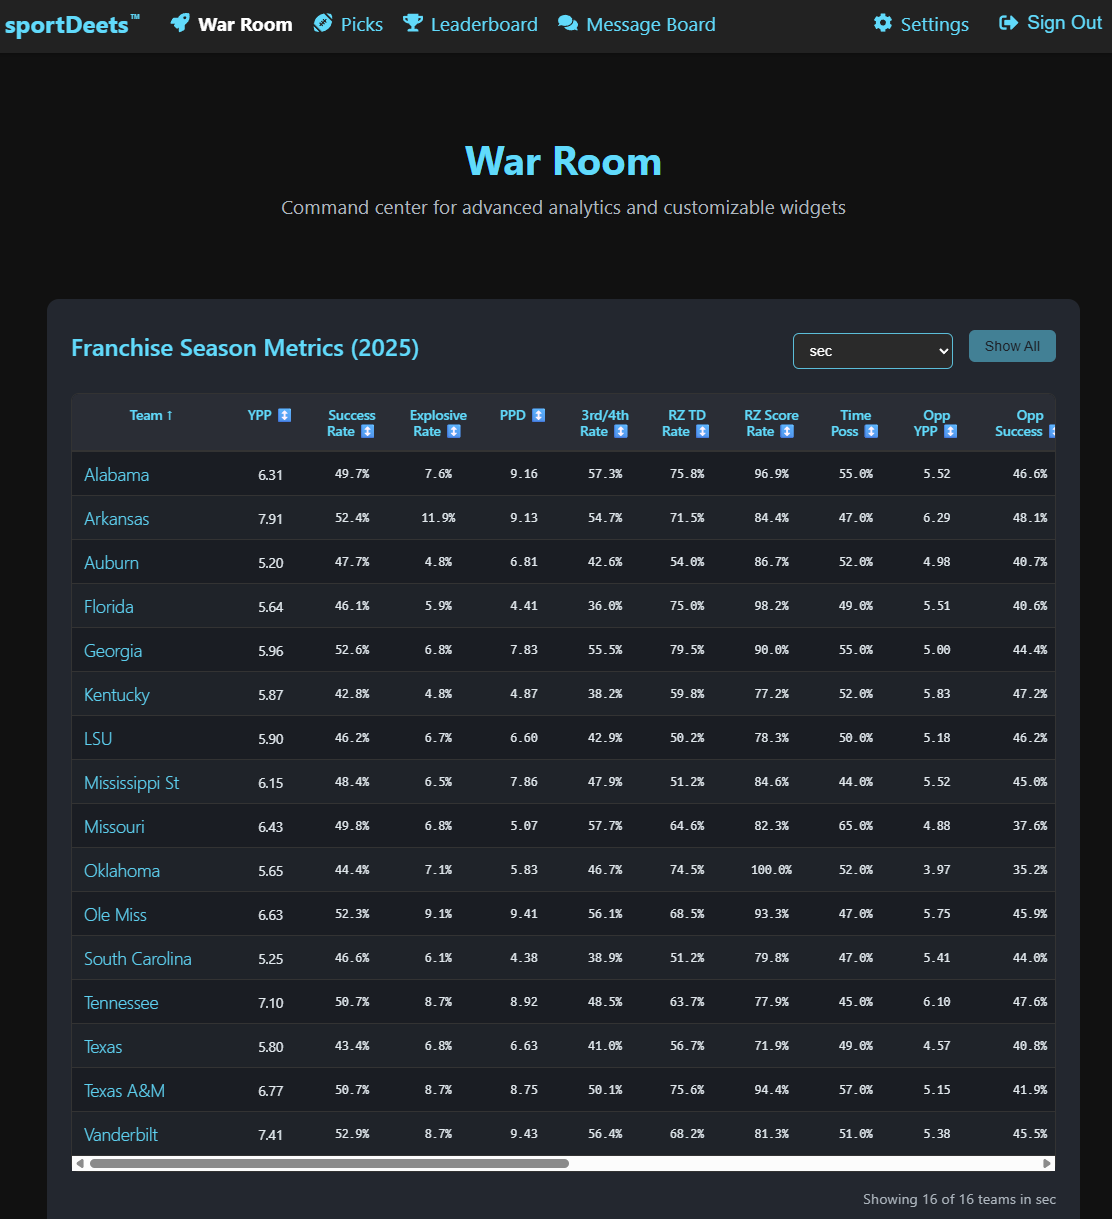 sportDeets™ War Room Picks Leaderboard Message Board Settings Sign Out
War Room
Command center for advanced analytics and customizable widgets
Franchise Season Metrics (2025) sec Show All
Team ↑ YPP ↕ Success Rate ↕ Explosive Rate ↕ PPD ↕ 3rd/4th Rate ↕ RZ TD Rate ↕ RZ Score Rate ↕ Time Poss ↕ Opp YPP ↕ Opp Success ↕
Alabama 6.31 49.7% 7.6% 9.16 57.3% 75.8% 96.9% 55.0% 5.52 46.6%
Arkansas 7.91 52.4% 11.9% 9.13 54.7% 71.5% 84.4% 47.0% 6.29 48.1%
Auburn 5.20 47.7% 4.8% 6.81 42.6% 54.0% 86.7% 52.0% 4.98 40.7%
Florida 5.64 46.1% 5.9% 4.41 36.0% 75.0% 98.2% 49.0% 5.51 40.6%
Georgia 5.96 52.6% 6.8% 7.83 55.5% 79.5% 90.0% 55.0% 5.00 44.4%
Kentucky 5.87 42.8% 4.8% 4.87 38.2% 59.8% 77.2% 52.0% 5.83 47.2%
LSU 5.90 46.2% 6.7% 6.60 42.9% 50.2% 78.3% 50.0% 5.18 46.2%
Mississippi St 6.15 48.4% 6.5% 7.86 47.9% 51.2% 84.6% 44.0% 5.52 45.0%
Missouri 6.43 49.8% 6.8% 5.07 57.7% 64.6% 82.3% 65.0% 4.88 37.6%
Oklahoma 5.65 44.4% 7.1% 5.83 46.7% 74.5% 100.0% 52.0% 3.97 35.2%
Ole Miss 6.63 52.3% 9.1% 9.41 56.1% 68.5% 93.3% 47.0% 5.75 45.9%
South Carolina 5.25 46.6% 6.1% 4.38 38.9% 51.2% 79.8% 47.0% 5.41 44.0%
Tennessee 7.10 50.7% 8.7% 8.92 48.5% 63.7% 77.9% 45.0% 6.10 47.6%
Texas 5.80 43.4% 6.8% 6.63 41.0% 56.7% 71.9% 49.0% 4.57 40.8%
Texas A&M 6.77 50.7% 8.7% 8.75 50.1% 75.6% 94.4% 57.0% 5.15 41.9%
Vanderbilt 7.41 52.9% 8.7% 9.43 56.4% 68.2% 81.3% 51.0% 5.38 45.5%
Showing 16 of 16 teams in sec